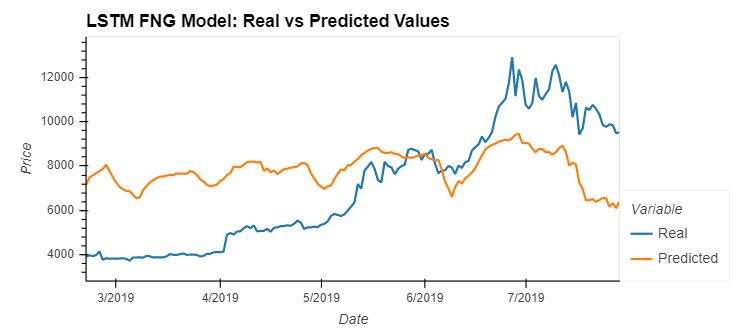 LSTM FNG Model: Real vs Predicted Values
12000
10000
8000
6000
4000
Price
3/2019 4/2019 5/2019 6/2019 7/2019
Date
Variable
Real
Predicted